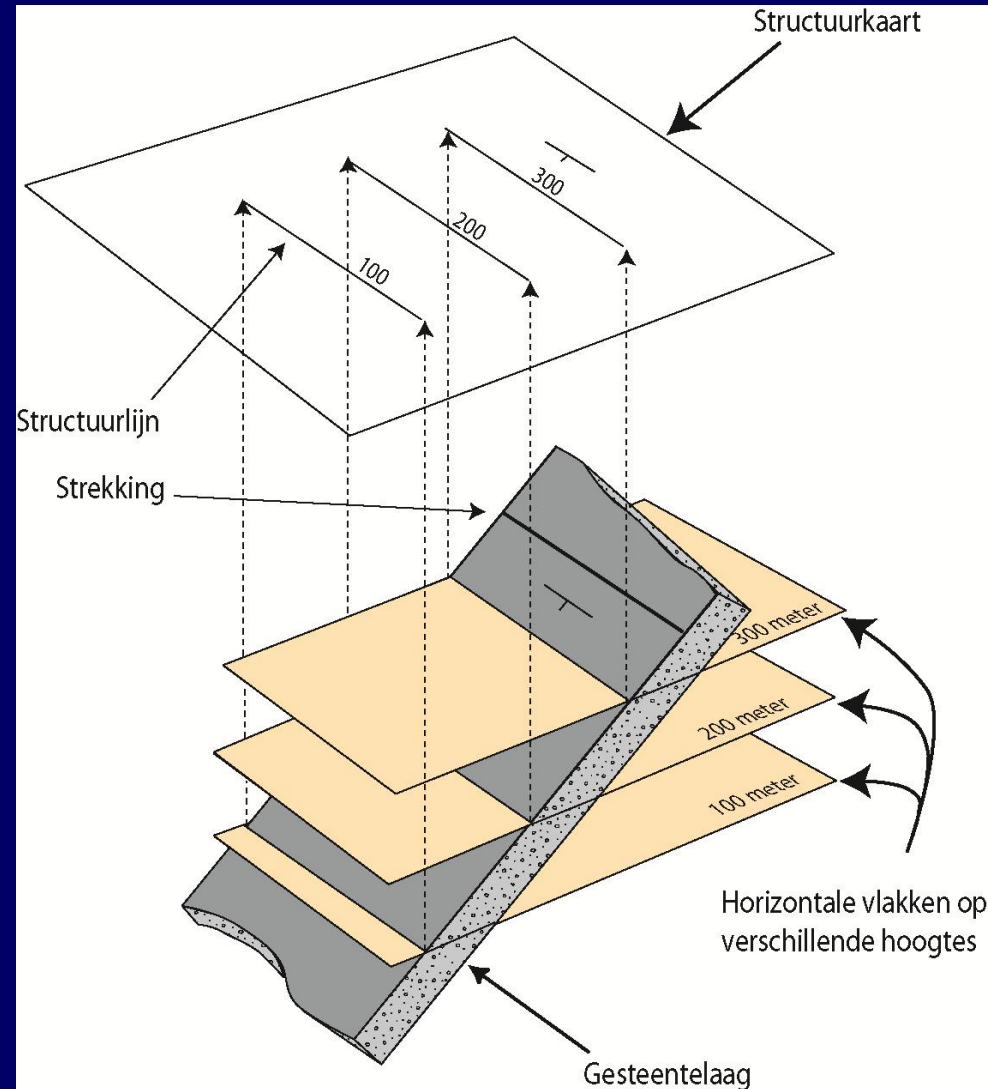 Structuurkaart
300
200
100
Structuurlijn
Strekking
300 meter
200 meter
100 meter
Horizontale vlakken op
verschillende hoogtes
Gesteentelaag